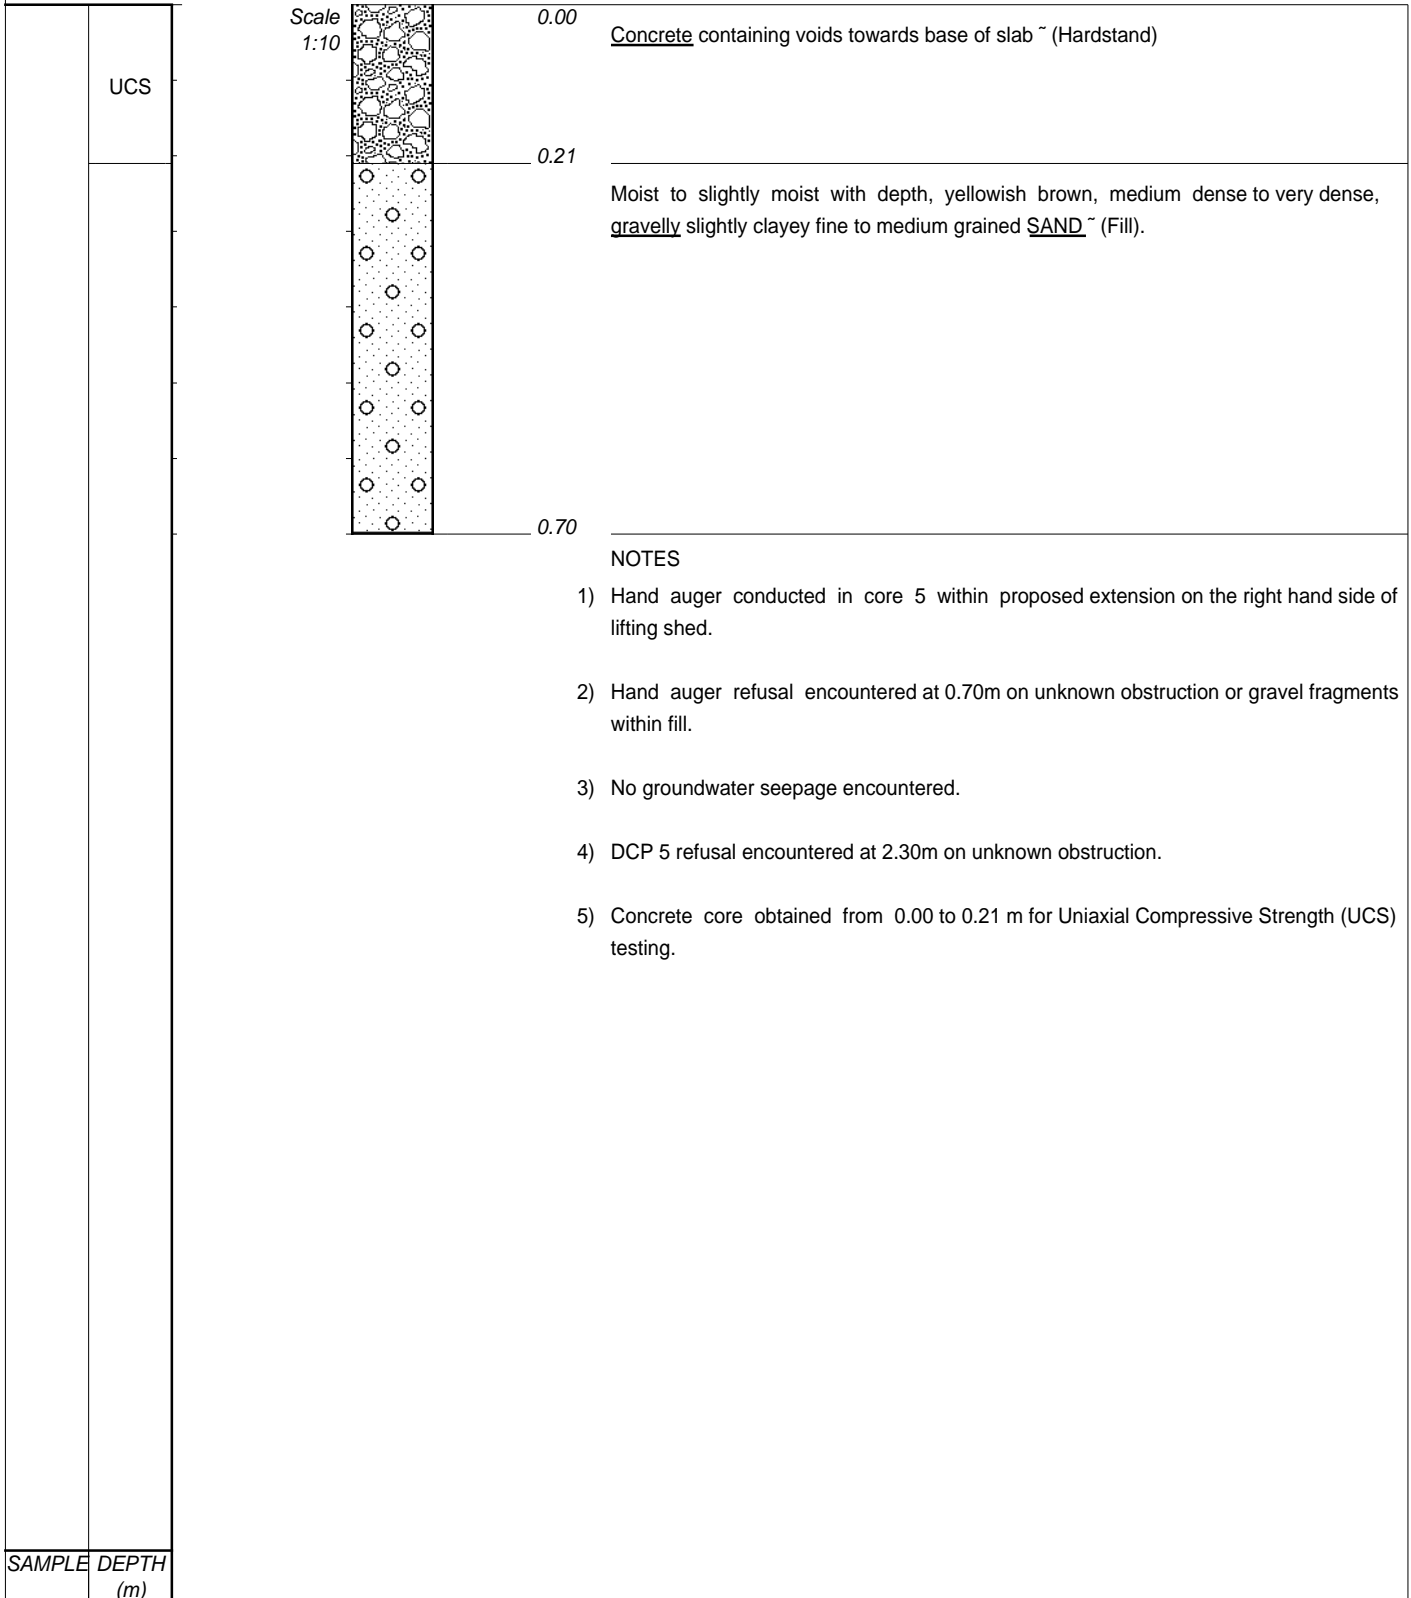 Scale
1:10
0.00
Concrete containing voids towards base of slab ˜ (Hardstand)
UCS
0.21
Moist to slightly moist with depth, yellowish brown, medium dense to very dense,
gravelly slightly clayey fine to medium grained SAND ˜ (Fill).
0.70
NOTES
1) Hand auger conducted in core 5 within proposed extension on the right hand side of
lifting shed.
2) Hand auger refusal encountered at 0.70m on unknown obstruction or gravel fragments
within fill.
3) No groundwater seepage encountered.
4) DCP 5 refusal encountered at 2.30m on unknown obstruction.
5) Concrete core obtained from 0.00 to 0.21 m for Uniaxial Compressive Strength (UCS)
testing.
SAMPLE DEPTH
(m)